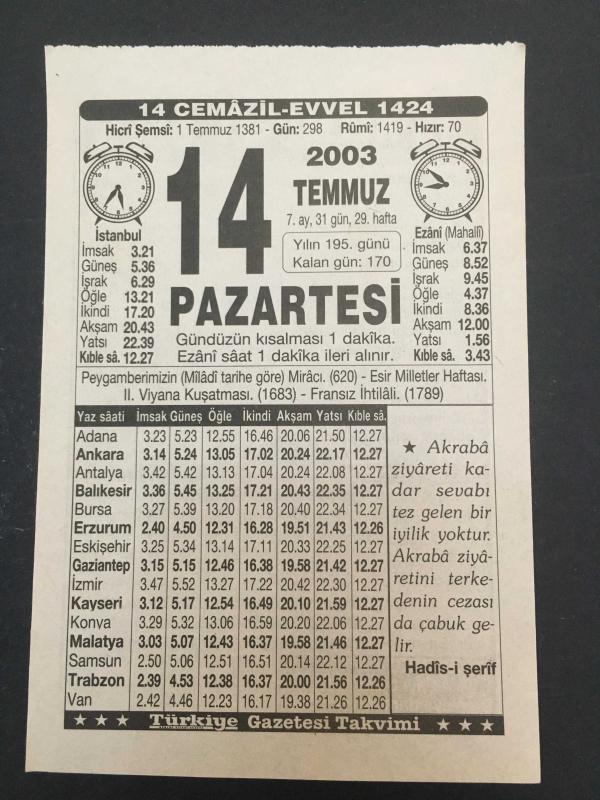 14 CEMÂZİL-EVVEL 1424
Hicrî Şemsî: 1 Temmuz 1381 - Gün: 298 Rûmî: 1419 - Hızır: 70
14
2003
TEMMUZ
7. ay, 31 gün, 29. hafta
Yılın 195. günü
Kalan gün: 170
PAZARTESİ
Gündüzün kısalması 1 dakîka.
Ezanî sâat 1 dakîka ileri alınır.
İstanbul
İmsak 3.21
Güneş 5.36
İşrak 6.29
Öğle 13.21
İkindi 17.20
Akşam 20.43
Yatsı 22.39
Kıble sâ. 12.27
Ezânî (Mahallî)
İmsak 6.37
Güneş 8.52
İşrak 9.45
Öğle 4.37
İkindi 8.36
Akşam 12.00
Yatsı 1.56
Kıble sâ. 3.43
Peygamberimizin (Mîlâdî tarihe göre) Mirâcı. (620) - Esir Milletler Haftası.
II. Viyana Kuşatması. (1683) - Fransız İhtilâli. (1789)
Yaz sâati İmsak Güneş Öğle İkindi Akşam Yatsı Kıble sâ.
Adana 3.23 5.23 12.55 16.46 20.06 21.50 12.27
Ankara 3.14 5.24 13.05 17.02 20.24 22.17 12.27
Antalya 3.42 5.42 13.13 17.04 20.24 22.08 12.27
Balıkesir 3.36 5.45 13.25 17.21 20.43 22.35 12.27
Bursa 3.27 5.39 13.20 17.18 20.40 22.34 12.27
Erzurum 2.40 4.50 12.31 16.28 19.51 21.43 12.26
Eskişehir 3.25 5.34 13.14 17.11 20.33 22.25 12.27
Gaziantep 3.15 5.15 12.46 16.38 19.58 21.42 12.27
İzmir 3.47 5.52 13.27 17.22 20.42 22.30 12.27
Kayseri 3.12 5.17 12.54 16.49 20.10 21.59 12.27
Konya 3.29 5.32 13.06 16.59 20.20 22.06 12.27
Malatya 3.03 5.07 12.43 16.37 19.58 21.46 12.27
Samsun 2.50 5.06 12.51 16.51 20.14 22.12 12.27
Trabzon 2.39 4.53 12.38 16.37 20.00 21.56 12.26
Van 2.42 4.46 12.23 16.17 19.38 21.26 12.26
★ Akrabâ
ziyâreti ka-
dar sevabı
tez gelen bir
iyilik yoktur.
Akrabâ ziyâ-
retini terke-
denin cezası
da çabuk ge-
lir.
Hadîs-i şerîf
★ ★ ★ Türkiye Gazetesi Takvimi ★ ★ ★